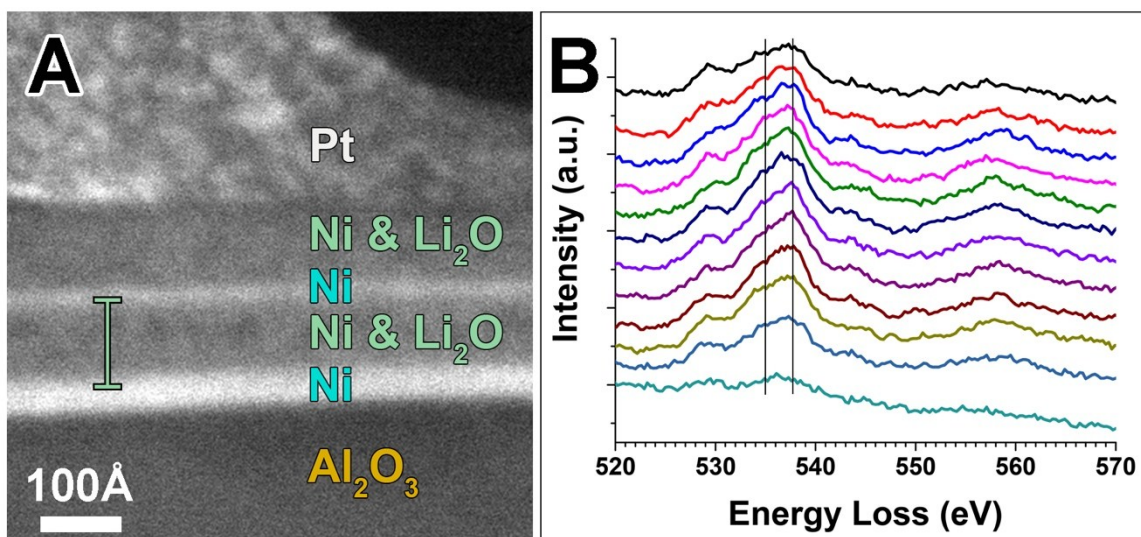 A
Pt
Ni & Li₂O
Ni
Ni & Li₂O
Ni
Al₂O₃
100Å
B
Intensity (a.u.)
520 530 540 550 560 570
Energy Loss (eV)